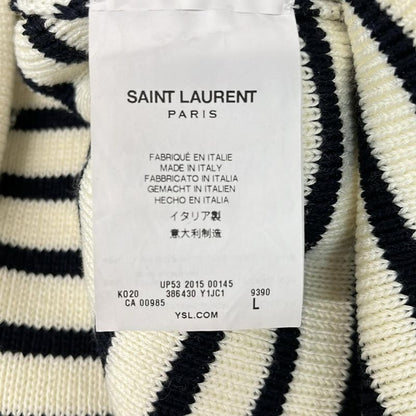 SAINT LAURENT
PARIS
FABRIQUÉ EN ITALIE
MADE IN ITALY
FABBRICATO IN ITALIA
GEMACHT IN ITALIEN
HECHO EN ITALIA
イタリア製
意大利制造
UP53 2015 00145
K020 386430 Y1JC1 9390
CA 00985 L
YSL.COM